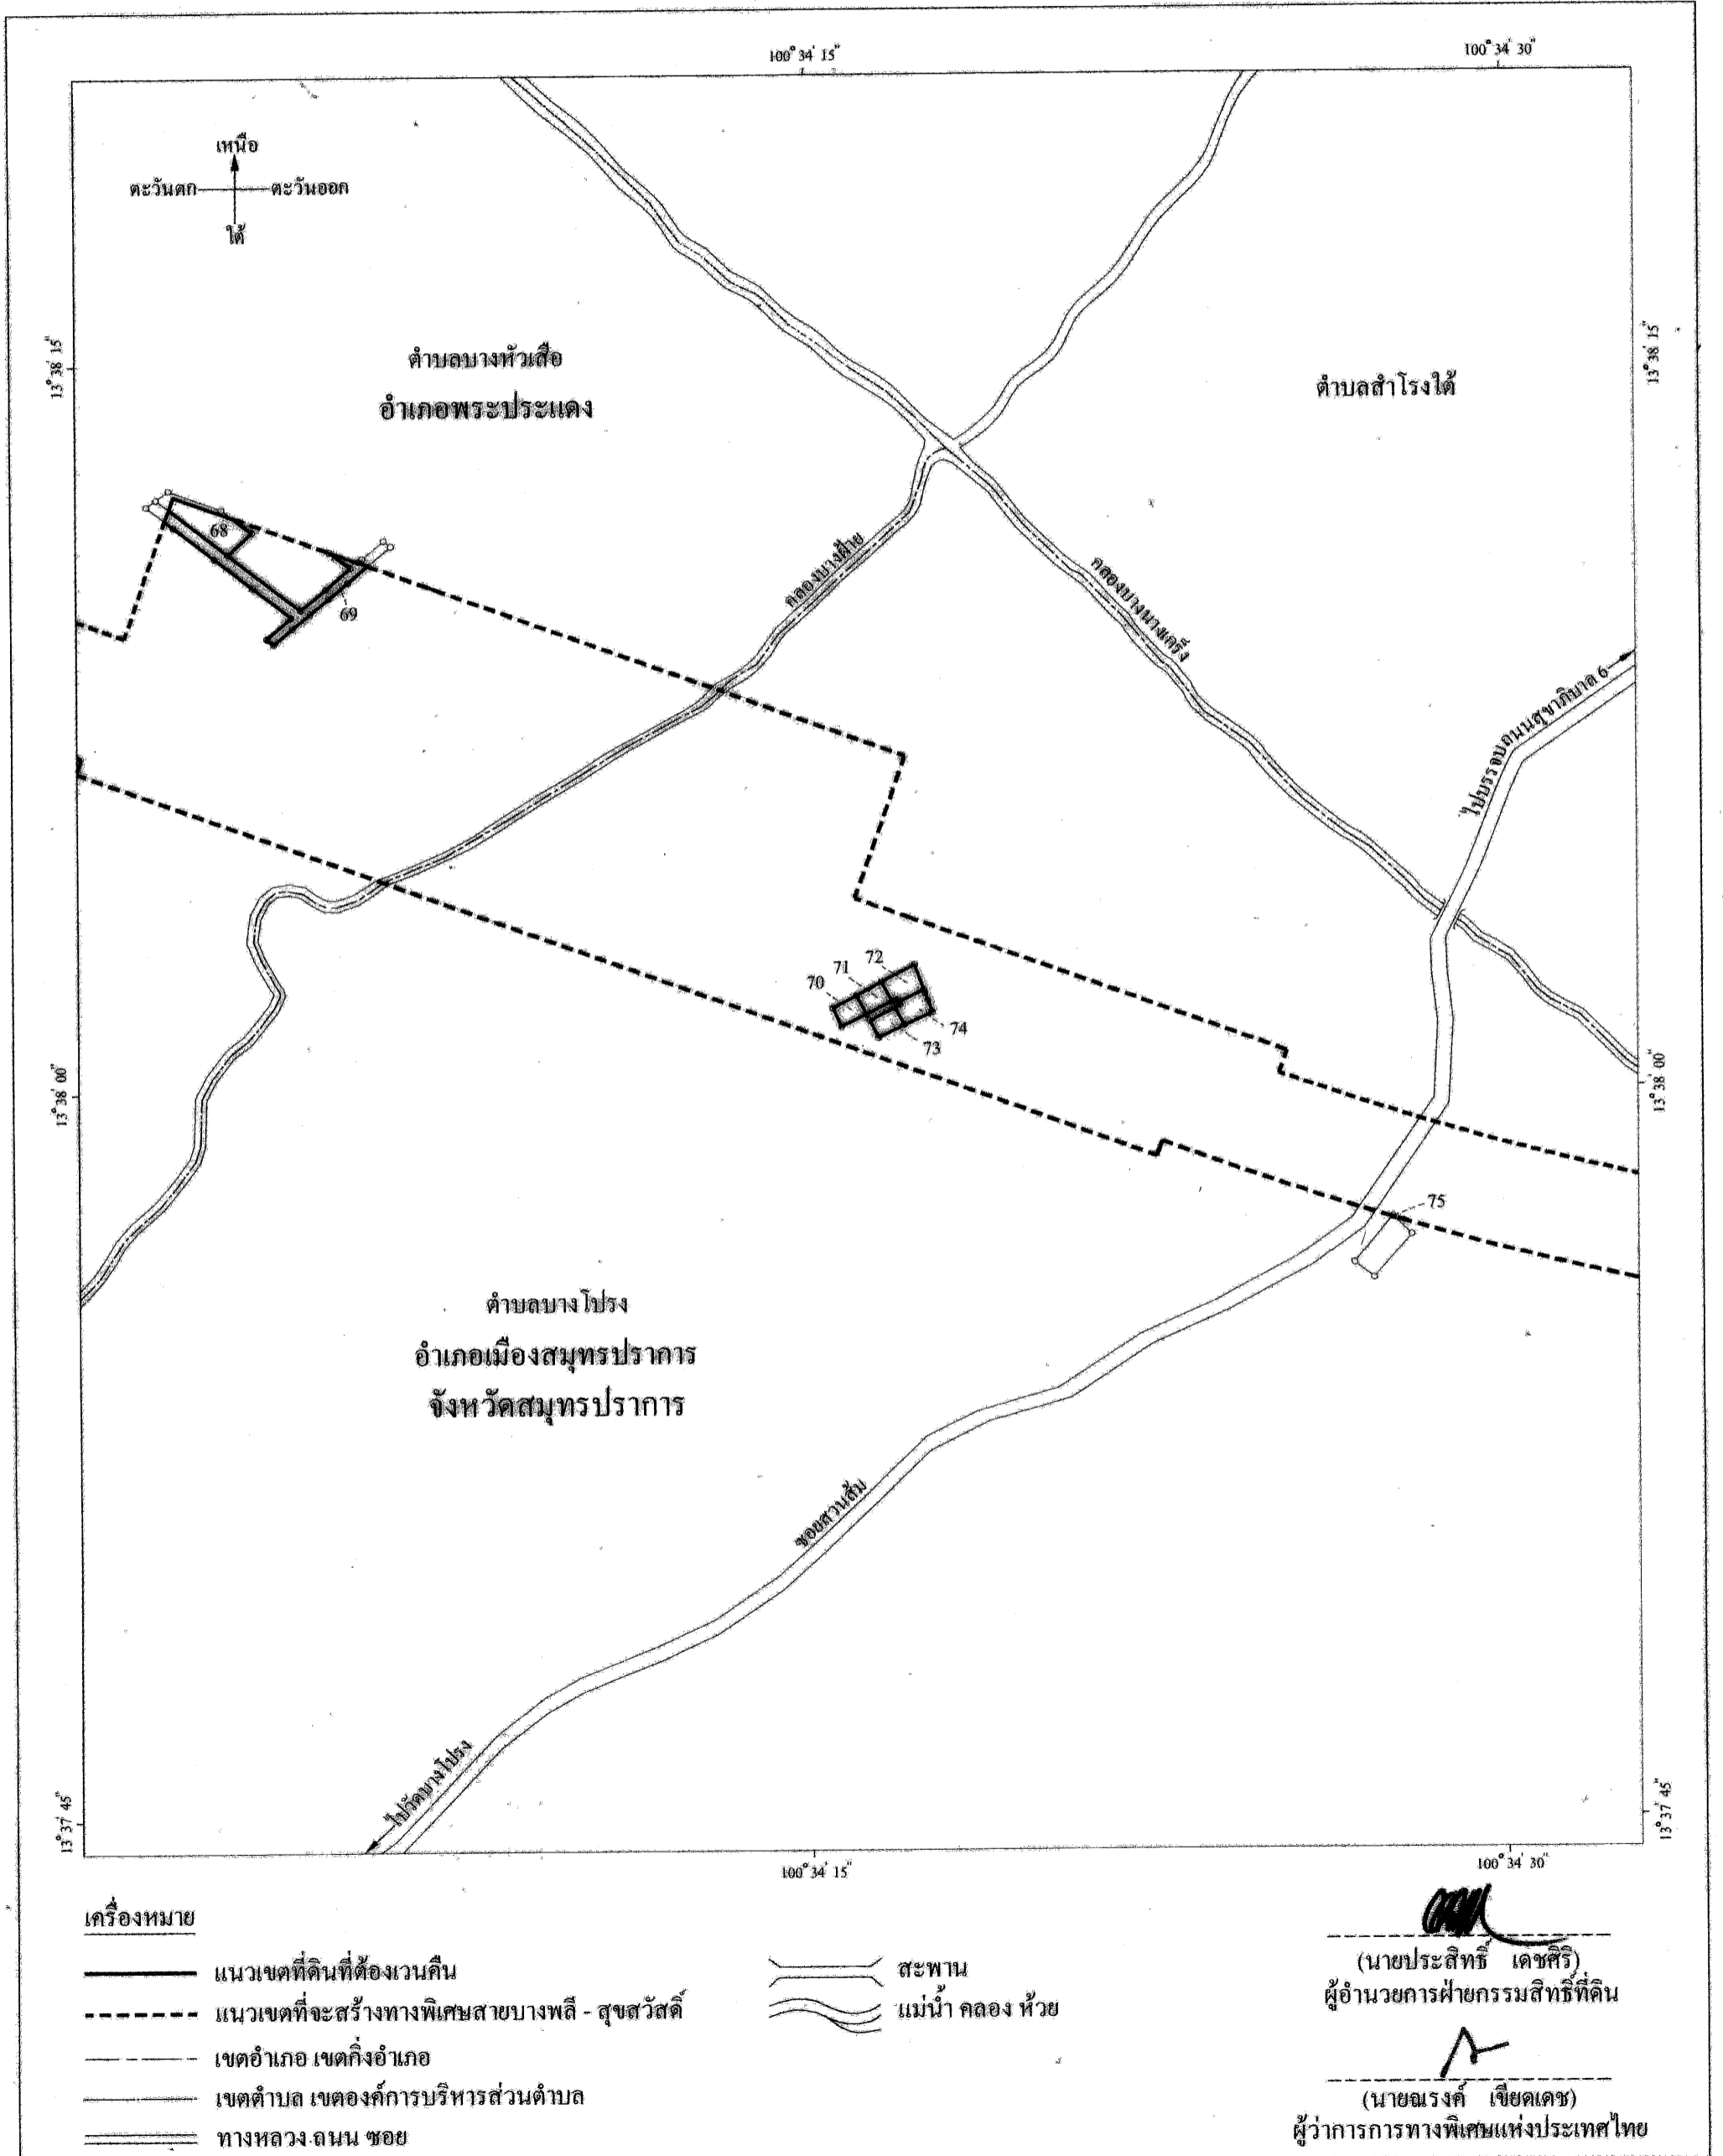 100° 34' 15"
100° 34' 30"
เหนือ
ตะวันตก
ตะวันออก
ใต้
13° 38' 15"
13° 38' 15"
ตำบลบางหัวเสือ
อำเภอพระประแดง
ตำบลสำโรงใต้
68
69
คลองบางฝ้าย
คลองบางนางเกร็ง
ไปบรรจบถนนสุขาภิบาล 6
70
71
72
73
74
13° 38' 00"
13° 38' 00"
75
ตำบลบางโปรง
อำเภอเมืองสมุทรปราการ
จังหวัดสมุทรปราการ
ซอยสวนส้ม
ไปวัดบางโปรง
13° 37' 45"
13° 37' 45"
100° 34' 15"
100° 34' 30"
เครื่องหมาย
แนวเขตที่ดินที่ต้องเวนคืน
แนวเขตที่จะสร้างทางพิเศษสายบางพลี - สุขสวัสดิ์
เขตอำเภอ เขตกิ่งอำเภอ
เขตตำบล เขตองค์การบริหารส่วนตำบล
ทางหลวง ถนน ซอย
สะพาน
แม่น้ำ คลอง ห้วย
(นายประสิทธิ์ เดชศิริ)
ผู้อำนวยการฝ่ายกรรมสิทธิ์ที่ดิน
(นายณรงค์ เขียดเดช)
ผู้ว่าการการทางพิเศษแห่งประเทศไทย